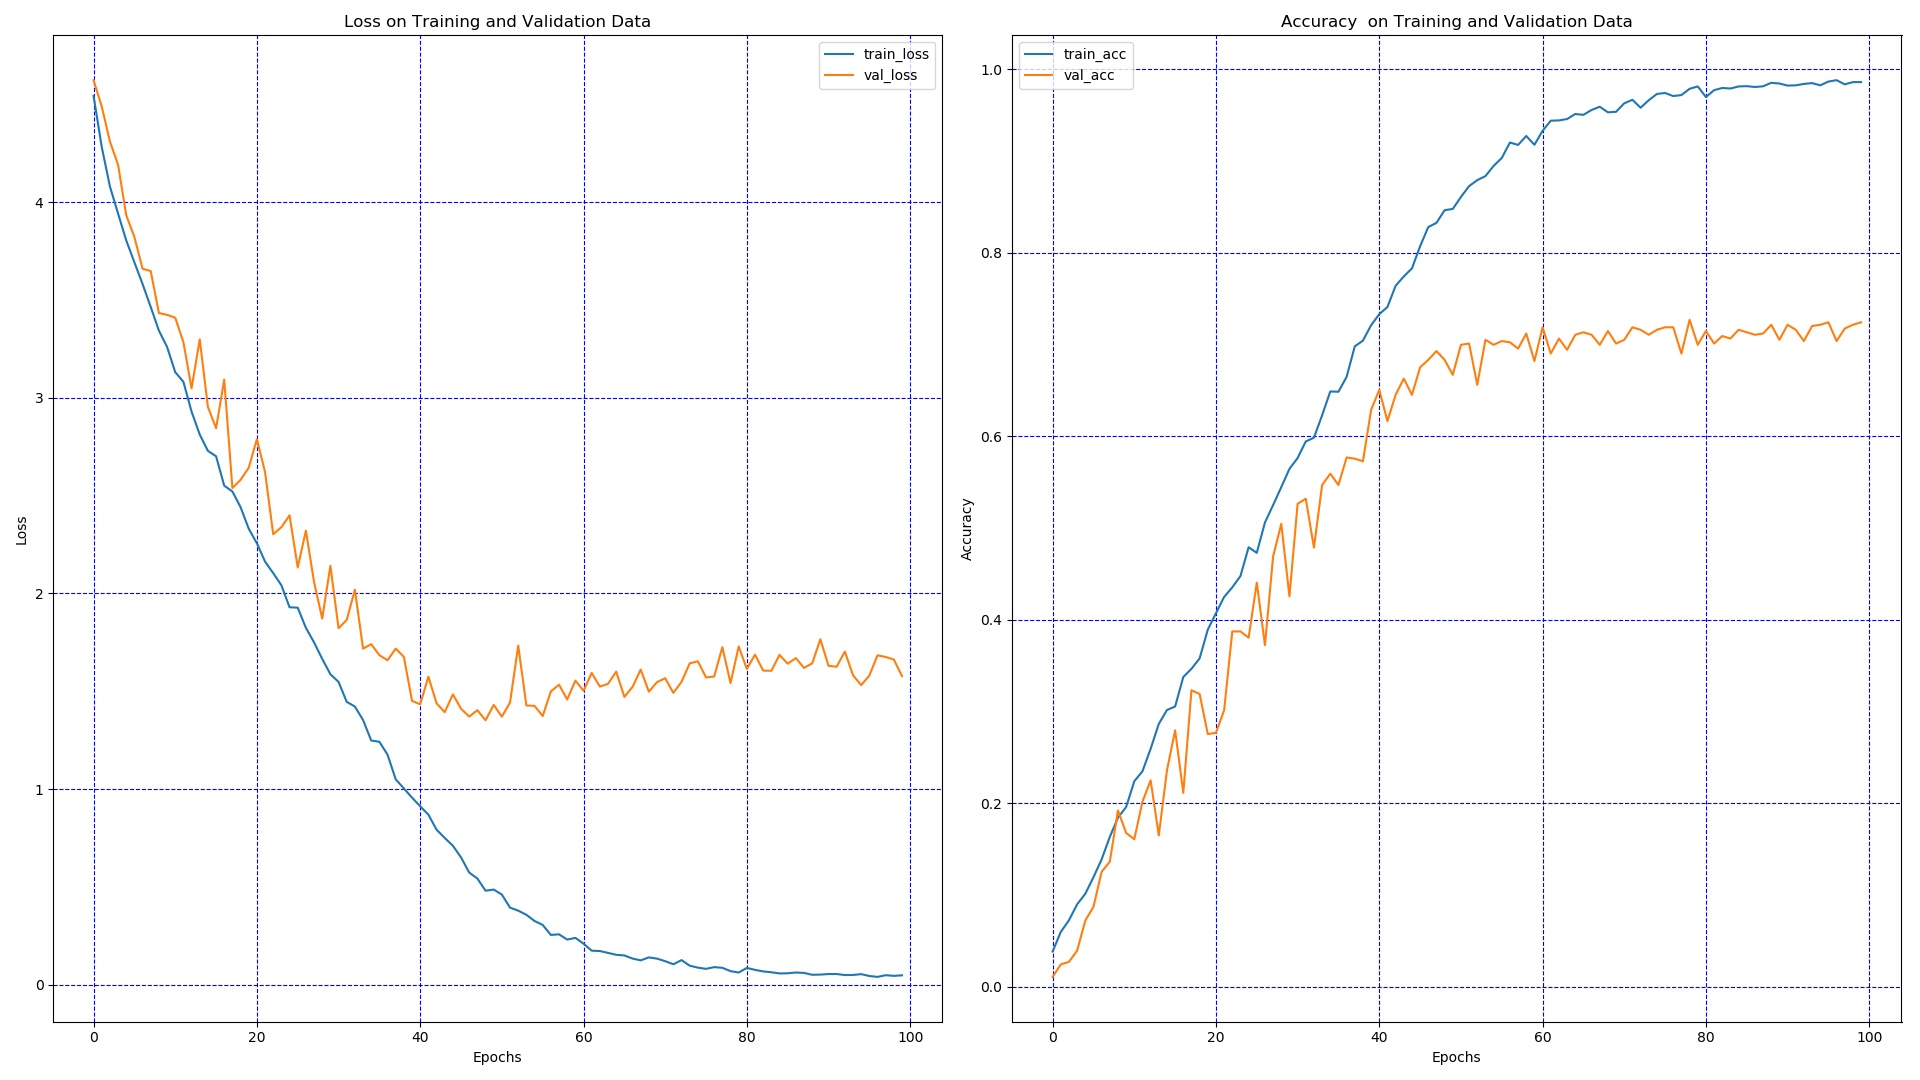 Loss on Training and Validation Data
train_loss
val_loss
4
3
2
1
0
Loss
0 20 40 60 80 100
Epochs
Accuracy  on Training and Validation Data
train_acc
val_acc
1.0
0.8
0.6
0.4
0.2
0.0
Accuracy
0 20 40 60 80 100
Epochs